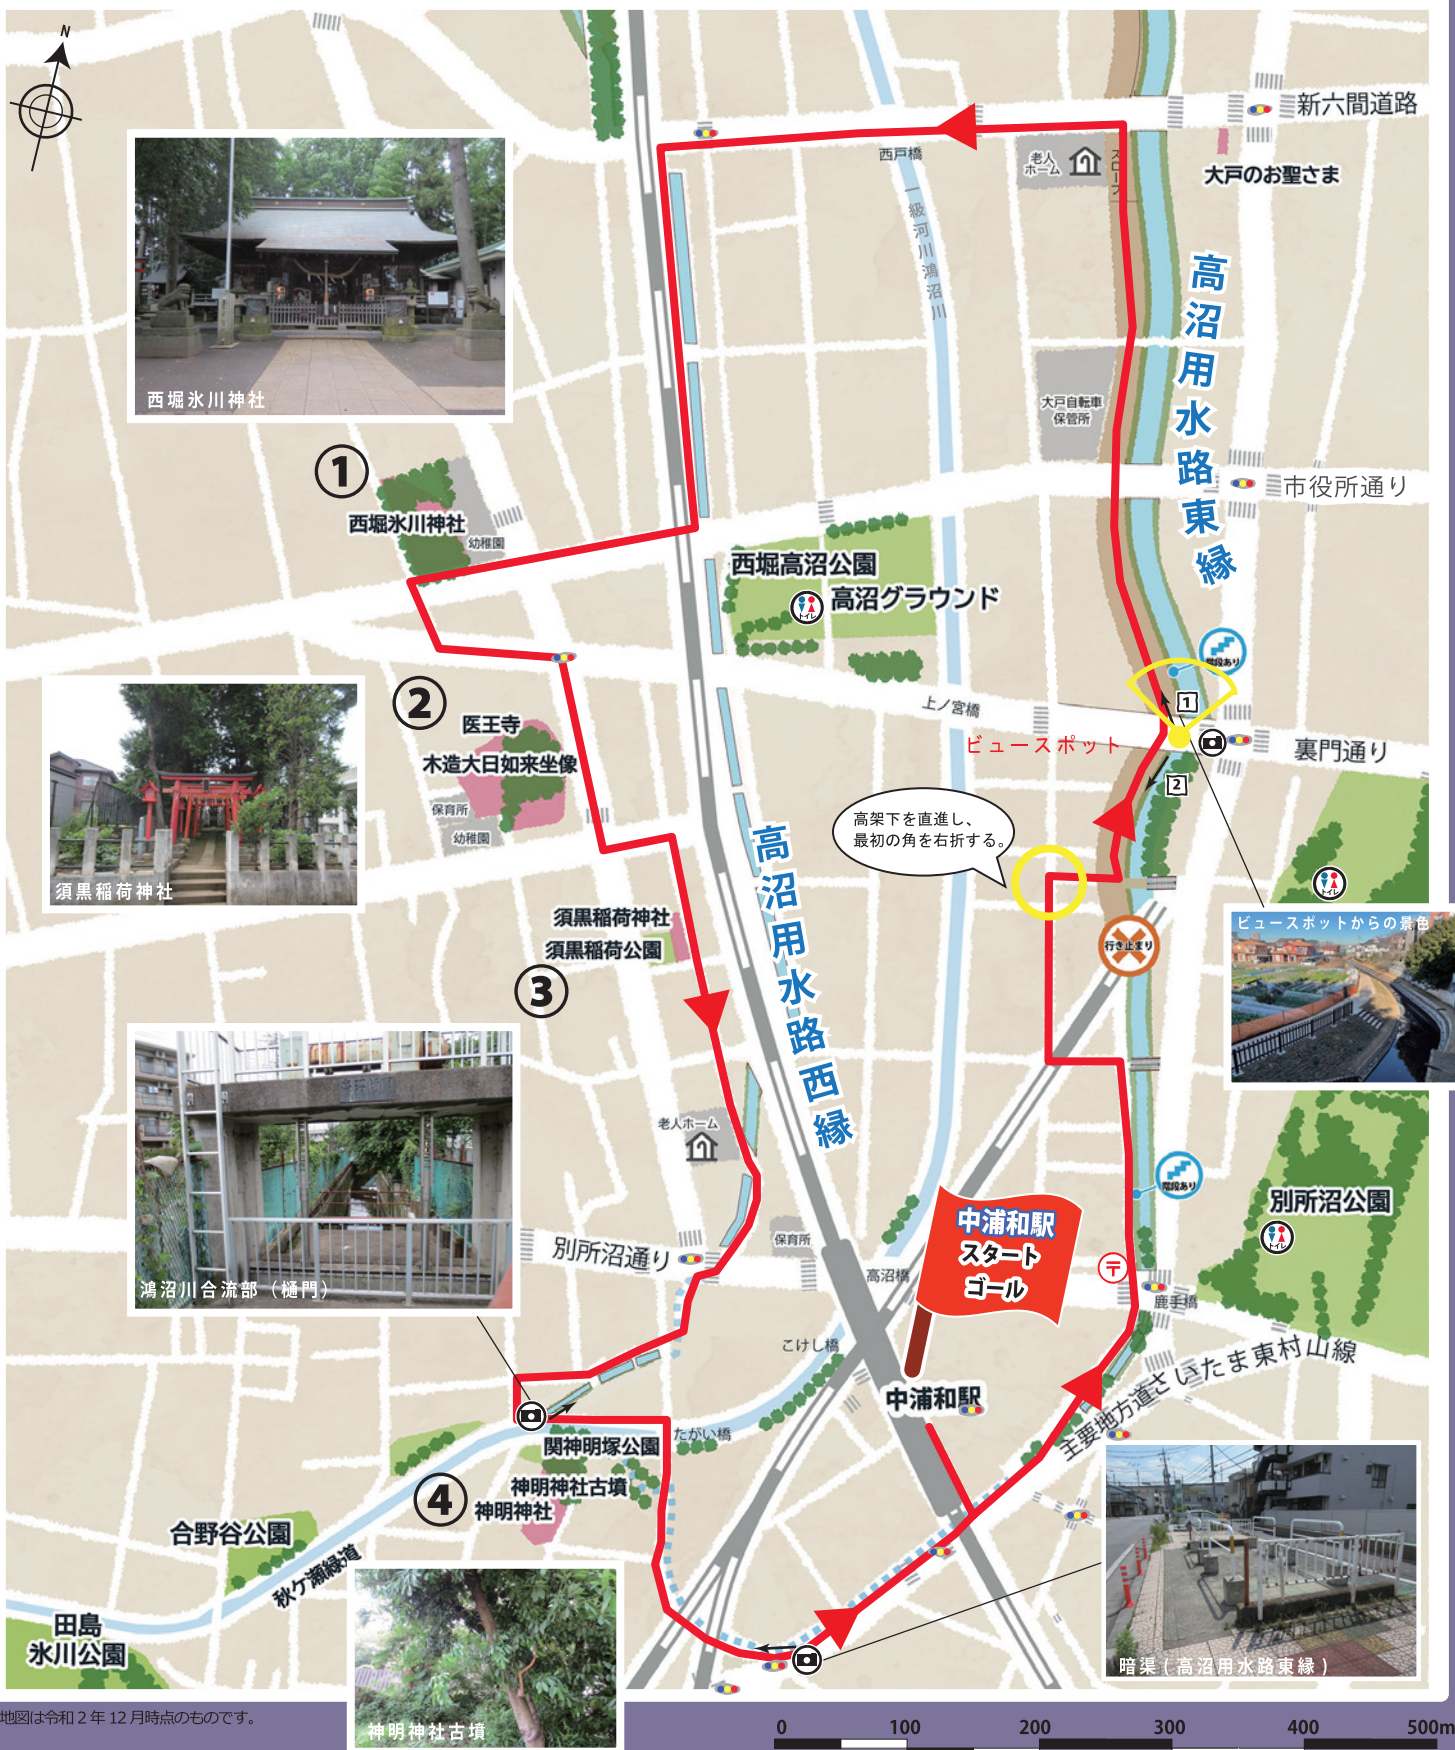 N
新六間道路
西戸橋
老人
ホーム
スロープ
大戸のお聖さま
一級河川鴻沼川
高沼用水路東縁
西堀氷川神社
大戸自転車
保管所
①
市役所通り
西堀氷川神社
幼稚園
西堀高沼公園
高沼グラウンド
トイレ
階段あり
②
医王寺
木造大日如来坐像
保育所
幼稚園
上ノ宮橋
1
ビュースポット
裏門通り
2
高架下を直進し、
最初の角を右折する。
高沼用水路西縁
トイレ
須黒稲荷神社
須黒稲荷神社
須黒稲荷公園
行き止まり
ビュースポットからの景色
③
老人ホーム
階段あり
別所沼公園
トイレ
中浦和駅
スタート
ゴール
別所沼通り
保育所
高沼橋
〒
鹿手橋
鴻沼川合流部（樋門）
こけし橋
主要地方道さいたま東村山線
中浦和駅
たがい橋
関神明塚公園
④
神明神社古墳
神明神社
合野谷公園
秋ケ瀬緑道
田島
氷川公園
暗渠(高沼用水路東縁)
神明神社古墳
地図は令和2年12月時点のものです。
0 100 200 300 400 500m